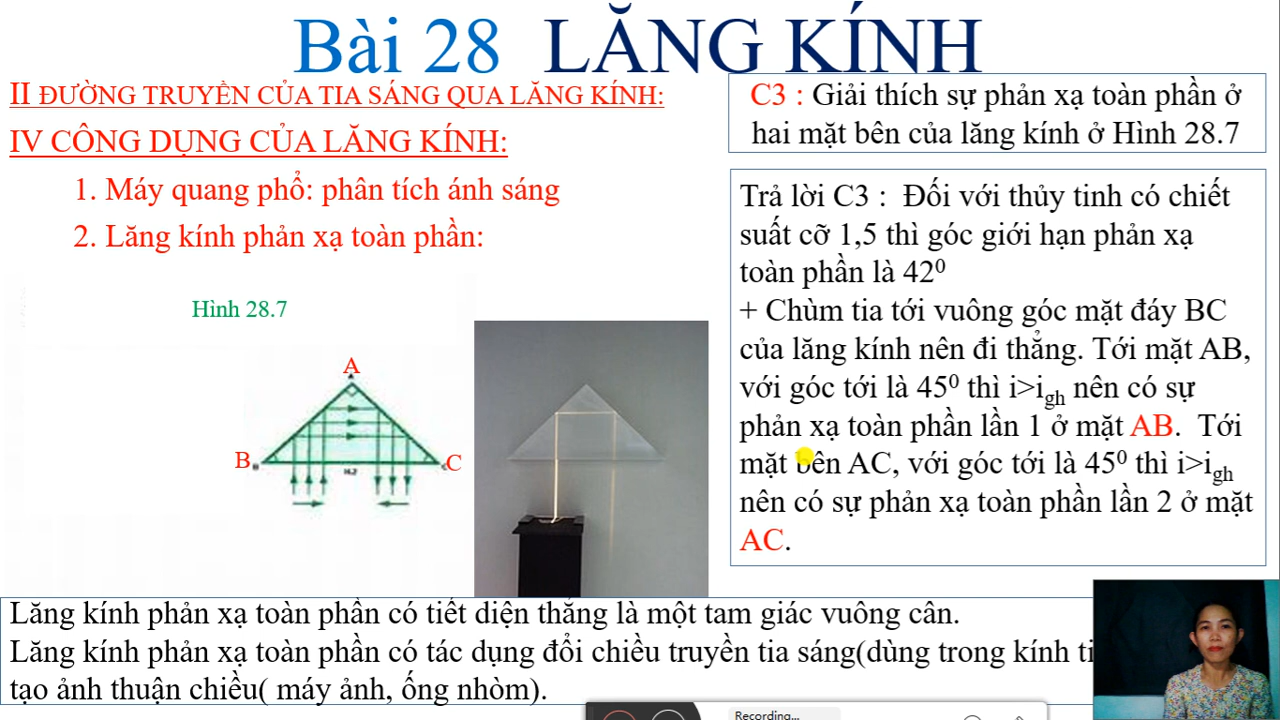 Bài 28 LĂNG KÍNH
II ĐƯỜNG TRUYỀN CỦA TIA SÁNG QUA LĂNG KÍNH:
IV CÔNG DỤNG CỦA LĂNG KÍNH:
1. Máy quang phổ: phân tích ánh sáng
2. Lăng kính phản xạ toàn phần:
Hình 28.7
A
B
C
C3 : Giải thích sự phản xạ toàn phần ở
hai mặt bên của lăng kính ở Hình 28.7
Trả lời C3 : Đối với thủy tinh có chiết
suất cỡ 1,5 thì góc giới hạn phản xạ
toàn phần là 42⁰
+ Chùm tia tới vuông góc mặt đáy BC
của lăng kính nên đi thẳng. Tới mặt AB,
với góc tới là 45⁰ thì i>igh nên có sự
phản xạ toàn phần lần 1 ở mặt AB. Tới
mặt bên AC, với góc tới là 45⁰ thì i>igh
nên có sự phản xạ toàn phần lần 2 ở mặt
AC.
Lăng kính phản xạ toàn phần có tiết diện thẳng là một tam giác vuông cân.
Lăng kính phản xạ toàn phần có tác dụng đổi chiều truyền tia sáng(dùng trong kính
tạo ảnh thuận chiều( máy ảnh, ống nhòm).
Recording...